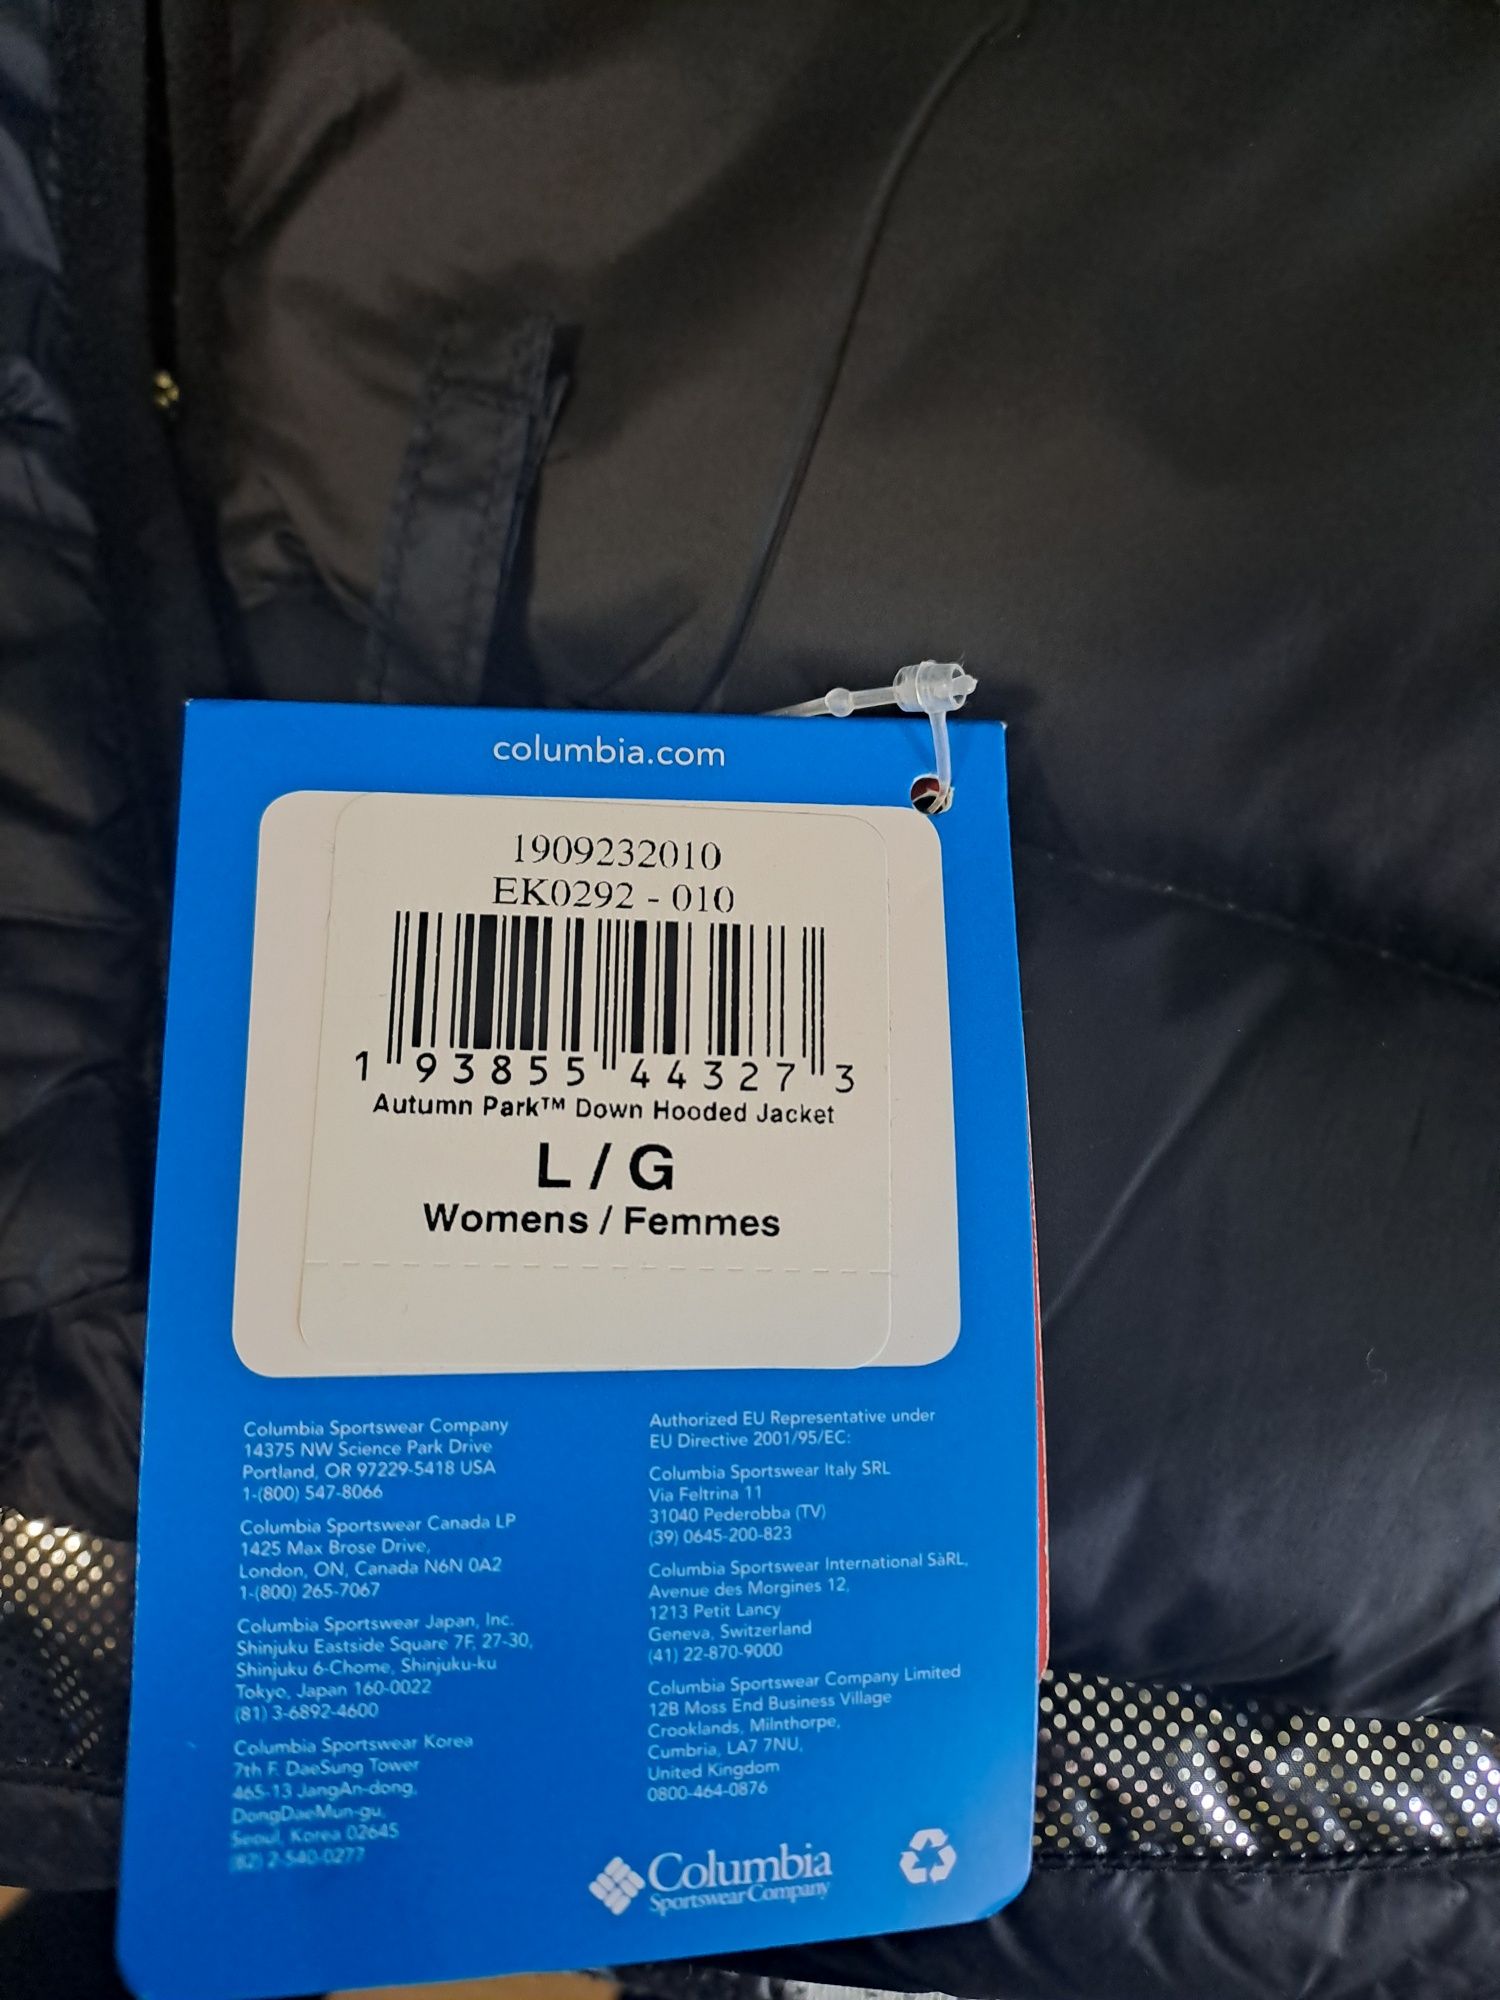 columbia.com
1909232010
EK0292 - 010
1 93855 44327 3
Autumn Park™ Down Hooded Jacket
L / G
Womens / Femmes
Columbia Sportswear Company
14375 NW Science Park Drive
Portland, OR 97229-5418 USA
1-(800) 547-8066
Columbia Sportswear Canada LP
1425 Max Brose Drive,
London, ON, Canada N6N 0A2
1-(800) 265-7067
Columbia Sportswear Japan, Inc.
Shinjuku Eastside Square 7F, 27-30,
Shinjuku 6-Chome, Shinjuku-ku
Tokyo, Japan 160-0022
(81) 3-6892-4600
Columbia Sportswear Korea
7th F. DaeSung Tower
465-13 JangAn-dong,
DongDaeMun-gu,
Seoul, Korea 02645
(82) 2-540-0277
Authorized EU Representative under
EU Directive 2001/95/EC:
Columbia Sportswear Italy SRL
Via Feltrina 11
31040 Pederobba (TV)
(39) 0645-200-823
Columbia Sportswear International SàRL,
Avenue des Morgines 12,
1213 Petit Lancy
Geneva, Switzerland
(41) 22-870-9000
Columbia Sportswear Company Limited
12B Moss End Business Village
Crooklands, Milnthorpe,
Cumbria, LA7 7NU,
United Kingdom
0800-464-0876
Columbia
Sportswear Company